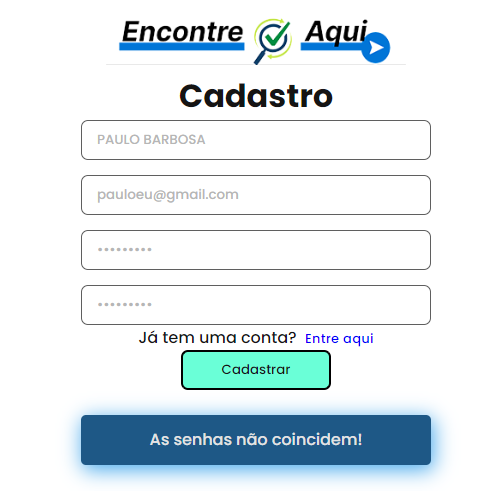 Encontre Aqui
Cadastro
PAULO BARBOSA
pauloeu@gmail.com
•••••••••
•••••••••
Já tem uma conta? Entre aqui
Cadastrar
As senhas não coincidem!